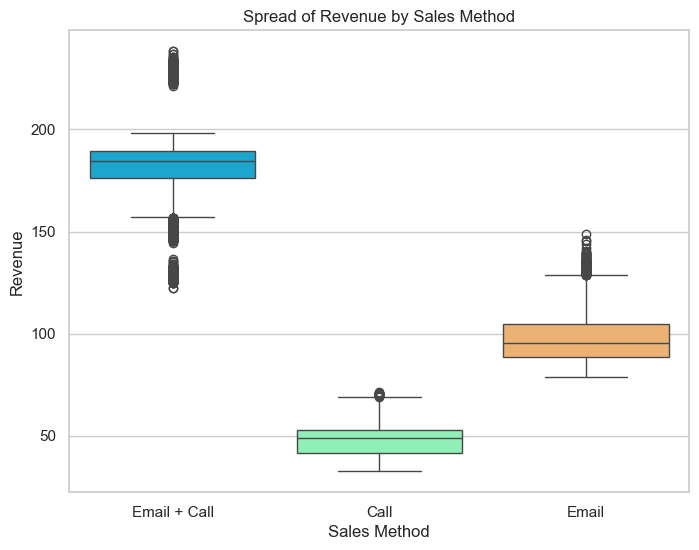 Spread of Revenue by Sales Method
Revenue
200
150
100
50
Email + Call
Call
Email
Sales Method